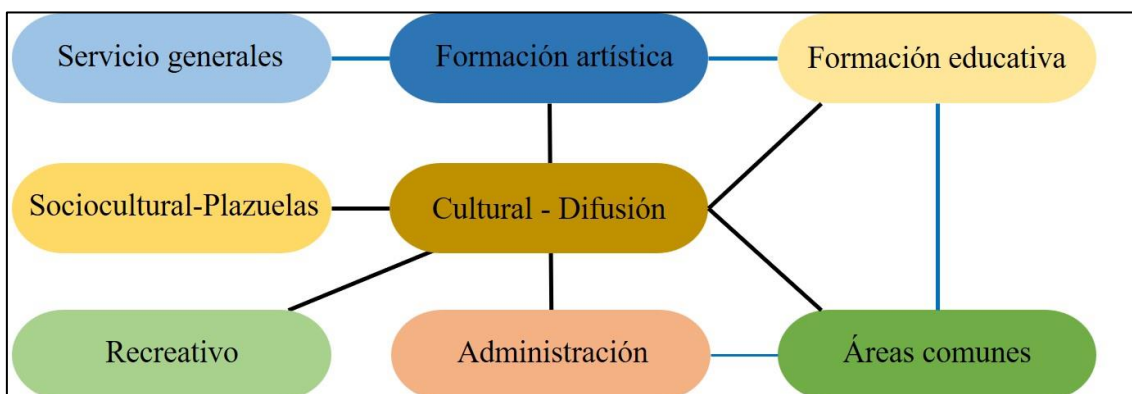 Servicio generales
Formación artística
Formación educativa
Sociocultural-Plazuelas
Cultural - Difusión
Recreativo
Administración
Áreas comunes